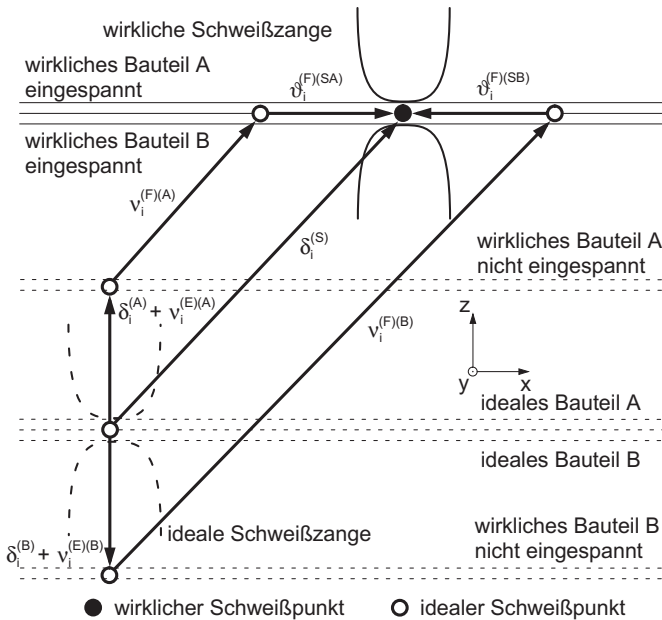 wirkliche Schweißzange
wirkliches Bauteil A
eingespannt
ϑᵢ^(F)(SA)
ϑᵢ^(F)(SB)
wirkliches Bauteil B
eingespannt
νᵢ^(F)(A)
δᵢ^(S)
wirkliches Bauteil A
nicht eingespannt
δᵢ^(A) + νᵢ^(E)(A)
νᵢ^(F)(B)
z
y
x
ideales Bauteil A
ideales Bauteil B
δᵢ^(B) + νᵢ^(E)(B)
ideale Schweißzange
wirkliches Bauteil B
nicht eingespannt
wirklicher Schweißpunkt
idealer Schweißpunkt